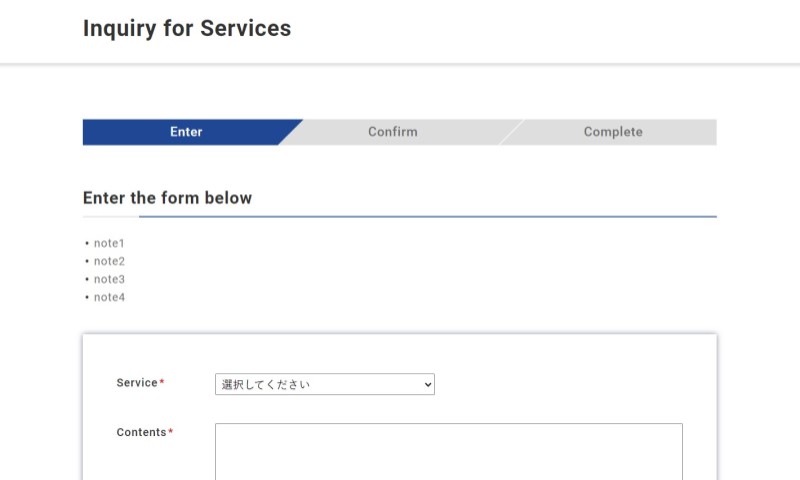 Inquiry for Services
Enter
Confirm
Complete
Enter the form below
• note1
• note2
• note3
• note4
Service*
選択してください
Contents*